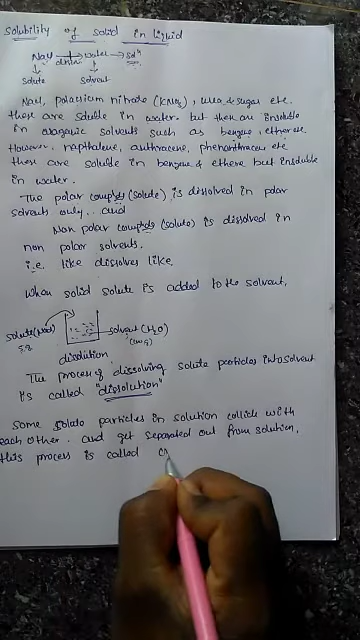 Solubility of solid in liquid
Nacl + water → Solⁿ
dissolve
Solute Solvent
Nacl, potassium nitrate (KNO₃), urea & sugar etc.
these are soluble in water. but these are insoluble
in organic solvents such as benzene, ether etc.
However, napthalene, anthracene, phenanthracene etc
these are soluble in benzene & ethere but insoluble
in water.
The polar compds (solute) is dissolved in polar
solvents only.. and
Non polar compds (solute) is dissolved in
non polar solvents.
i.e. like dissolves like.
When solid solute is added to the solvent,
solute (Nacl) solvent (H₂O)
5 g (100 g)
dissolution
The process of dissolving solute particles into solvent
is called "dissolution"
Some solute particles in solution collide with
each other. and get separated out from solution,
this process is called